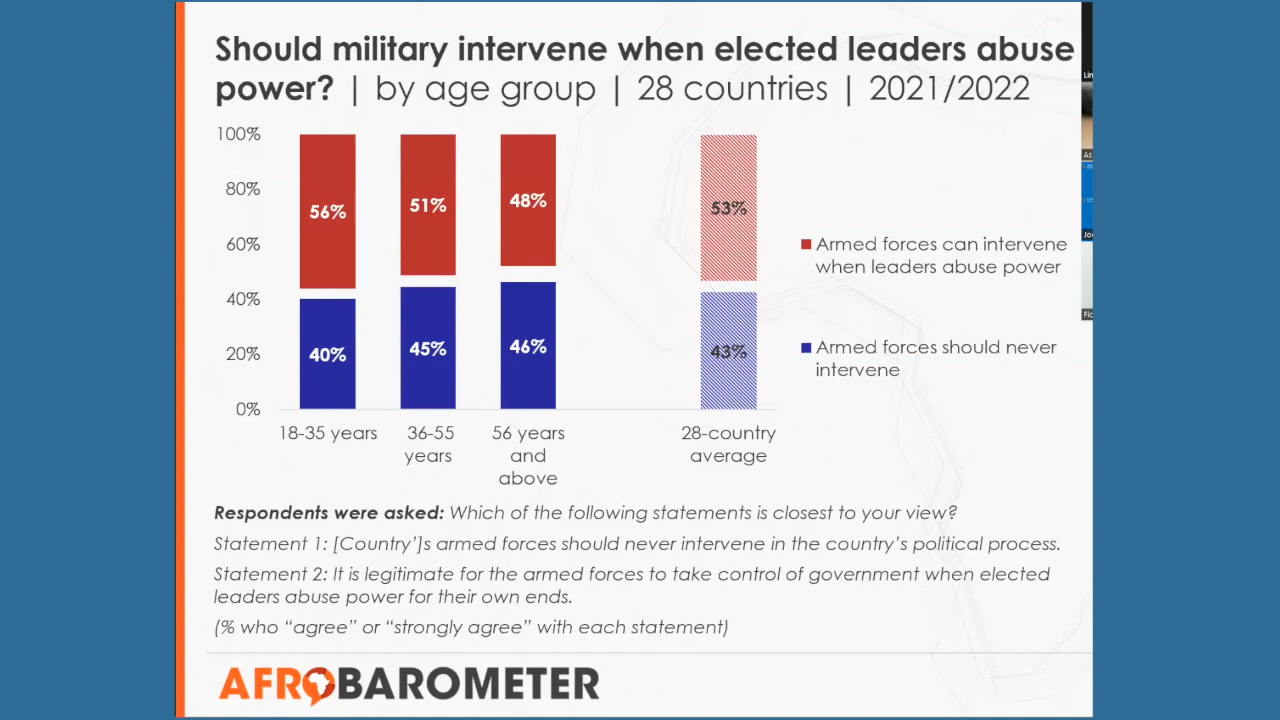 Should military intervene when elected leaders abuse
power? | by age group | 28 countries | 2021/2022
100%
80%
60%
40%
20%
0%
56%
51%
48%
53%
40%
45%
46%
43%
Armed forces can intervene
when leaders abuse power
Armed forces should never
intervene
18-35 years
36-55
years
56 years
and
above
28-country
average
Respondents were asked: Which of the following statements is closest to your view?
Statement 1: [Country']s armed forces should never intervene in the country's political process.
Statement 2: It is legitimate for the armed forces to take control of government when elected
leaders abuse power for their own ends.
(% who “agree” or “strongly agree” with each statement)
AFROBAROMETER